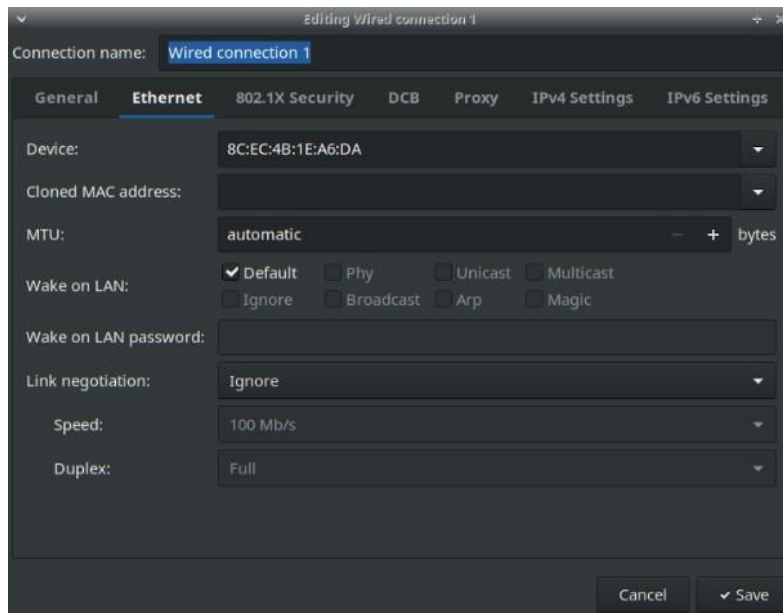 Editing Wired connection 1
Connection name: Wired connection 1
General Ethernet 802.1X Security DCB Proxy IPv4 Settings IPv6 Settings
Device: 8C:EC:4B:1E:A6:DA
Cloned MAC address:
MTU: automatic − + bytes
Wake on LAN:
Default Phy Unicast Multicast
Ignore Broadcast Arp Magic
Wake on LAN password:
Link negotiation: Ignore
Speed: 100 Mb/s
Duplex: Full
Cancel Save